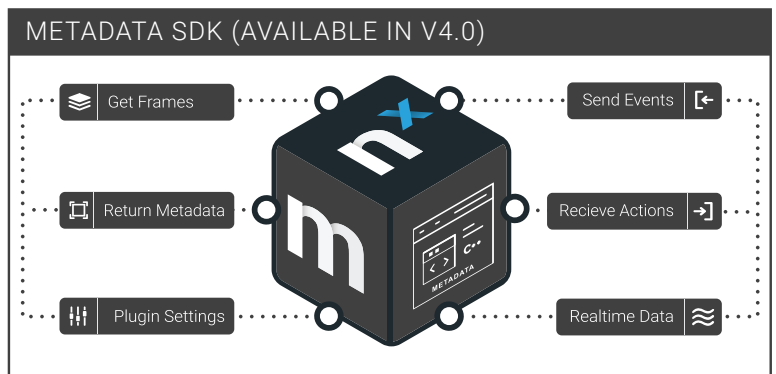 METADATA SDK (AVAILABLE IN V4.0)
Get Frames
Send Events
nx
Return Metadata
Recieve Actions
m
C++
< >
METADATA
Plugin Settings
Realtime Data